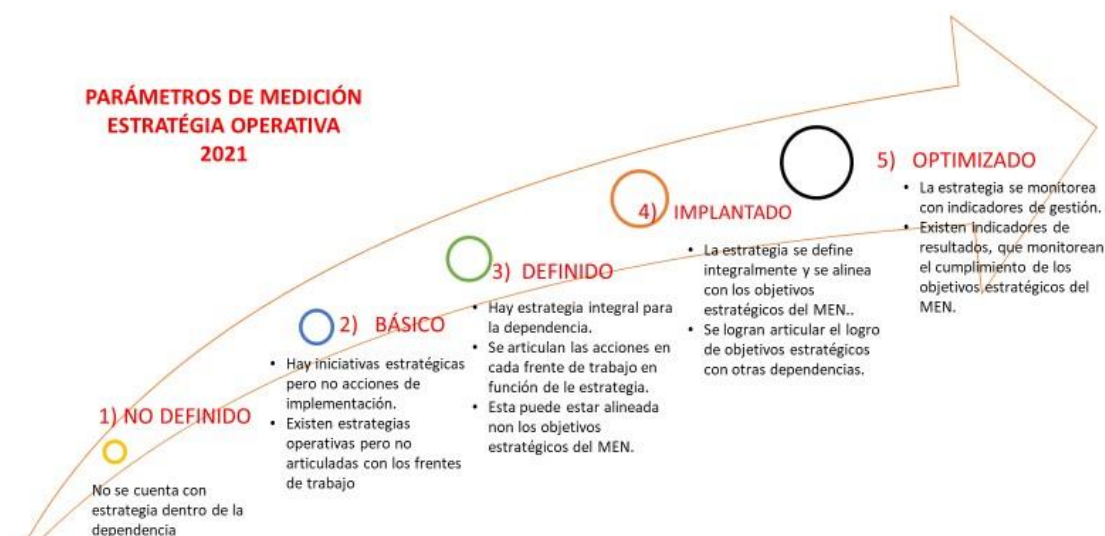 PARÁMETROS DE MEDICIÓN
ESTRATÉGIA OPERATIVA
2021
1) NO DEFINIDO
No se cuenta con
estrategia dentro de la
dependencia
2) BÁSICO
• Hay iniciativas estratégicas
pero no acciones de
implementación.
• Existen estrategias
operativas pero no
articuladas con los frentes
de trabajo
3) DEFINIDO
• Hay estrategia integral para
la dependencia.
• Se articulan las acciones en
cada frente de trabajo en
función de le estrategia.
• Esta puede estar alineada
non los objetivos
estratégicos del MEN.
4) IMPLANTADO
• La estrategia se define
integralmente y se alinea
con los objetivos
estratégicos del MEN..
• Se logran articular el logro
de objetivos estratégicos
con otras dependencias.
5) OPTIMIZADO
• La estrategia se monitorea
con indicadores de gestión.
• Existen indicadores de
resultados, que monitorean
el cumplimiento de los
objetivos estratégicos del
MEN.